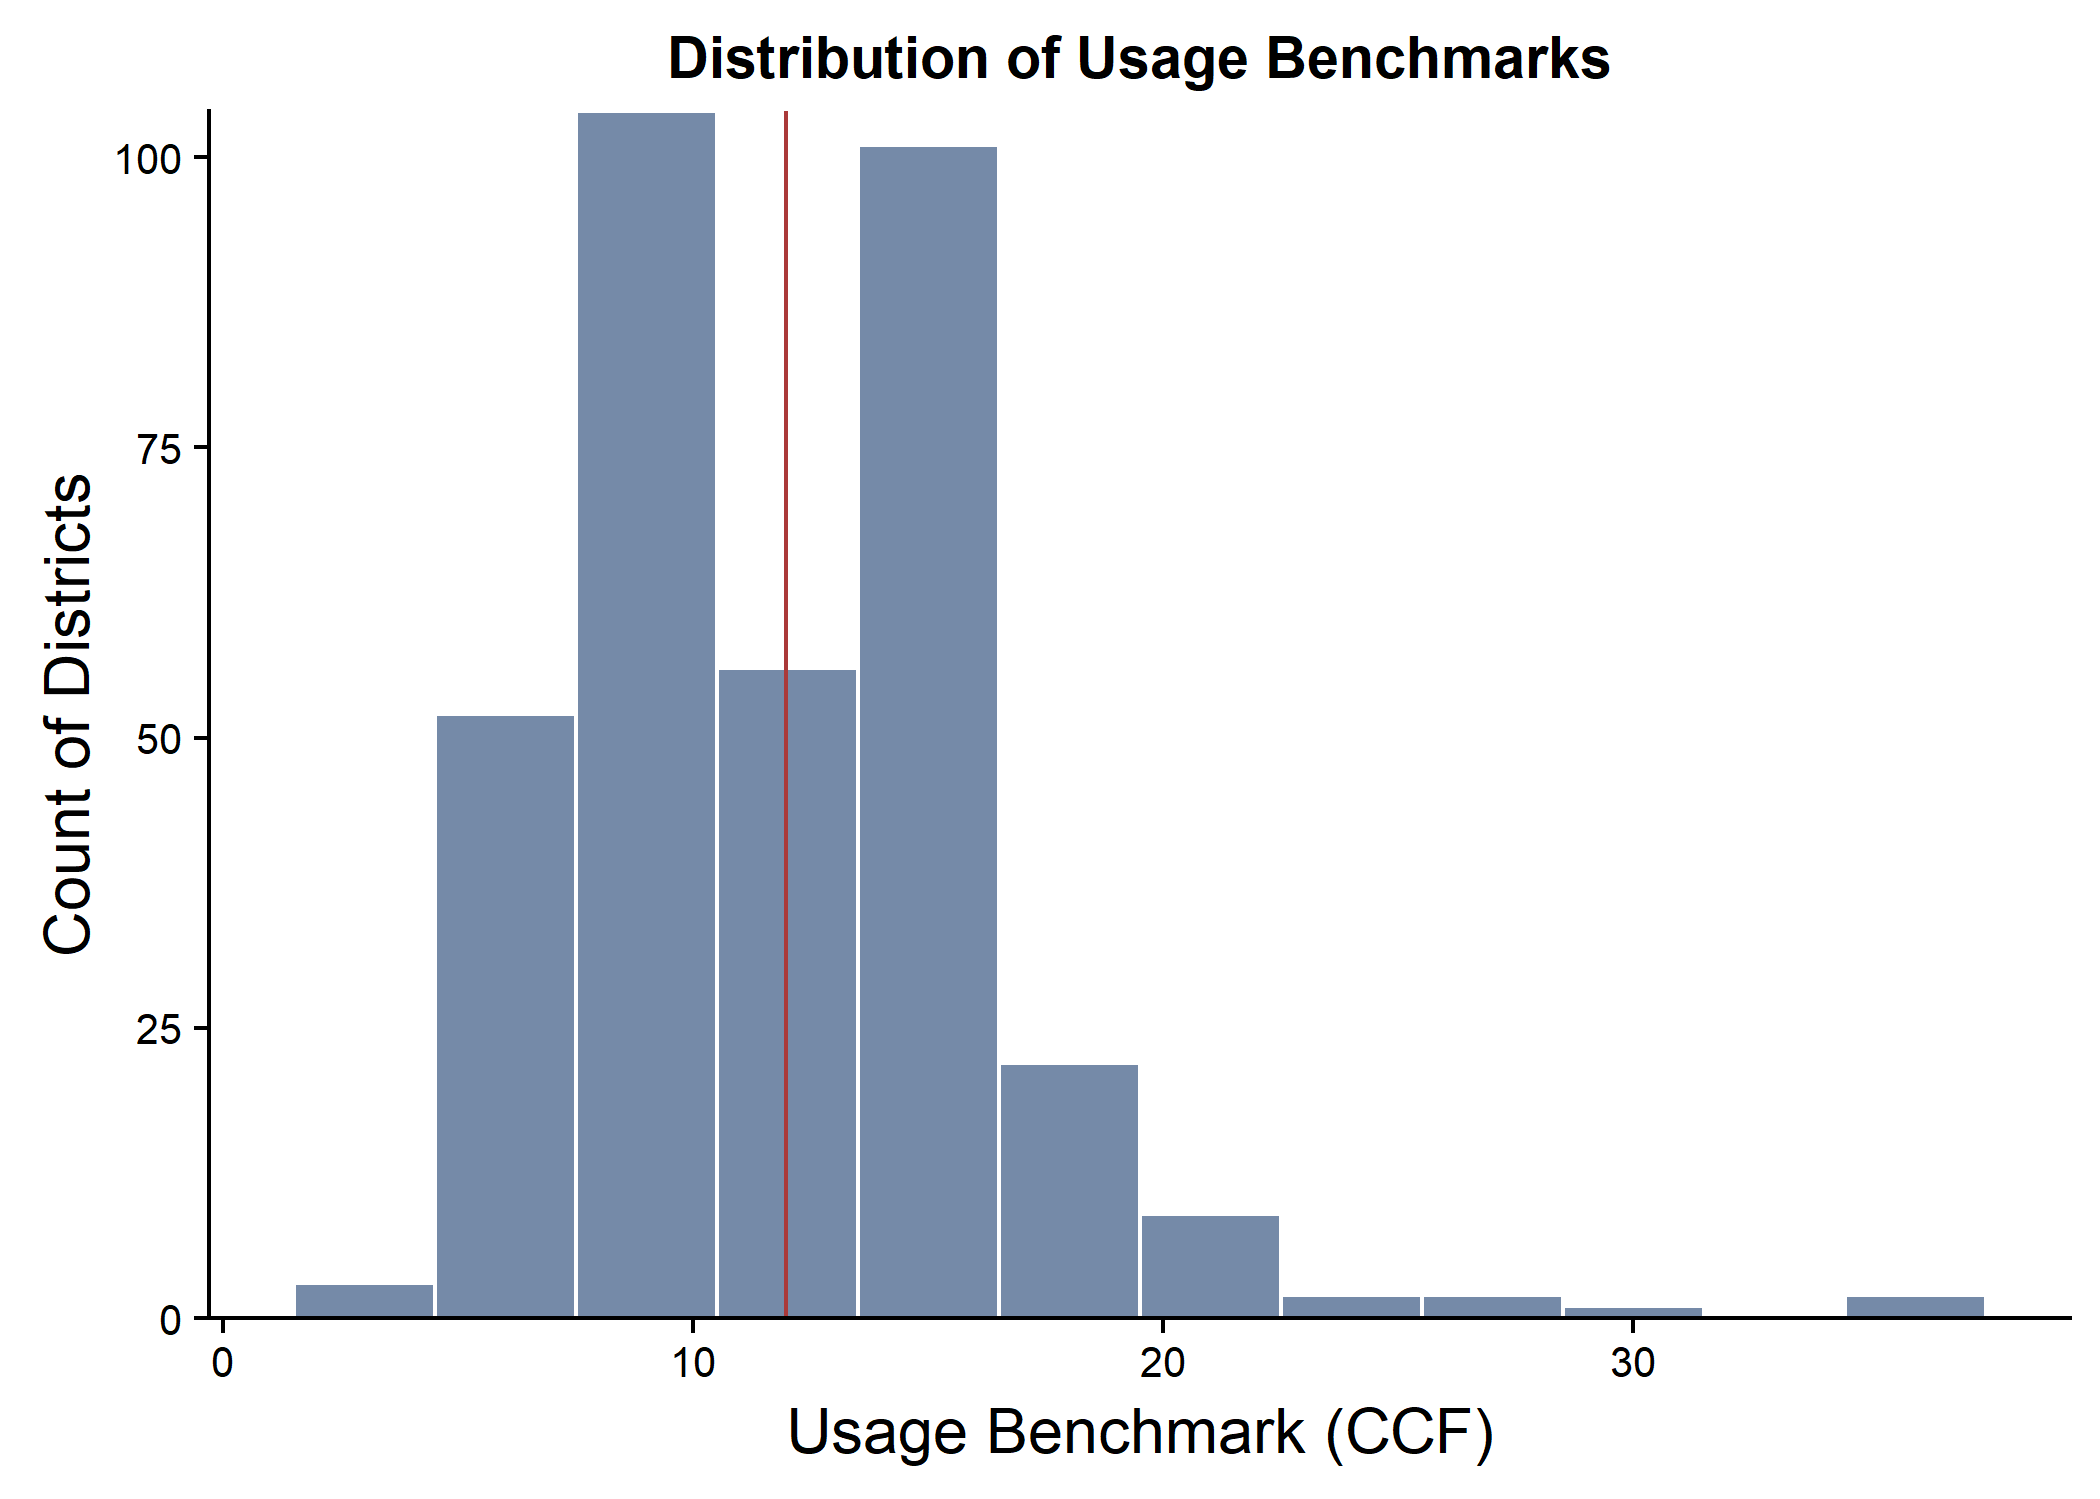 Distribution of Usage Benchmarks
100
75
50
25
0
Count of Districts
0 10 20 30
Usage Benchmark (CCF)